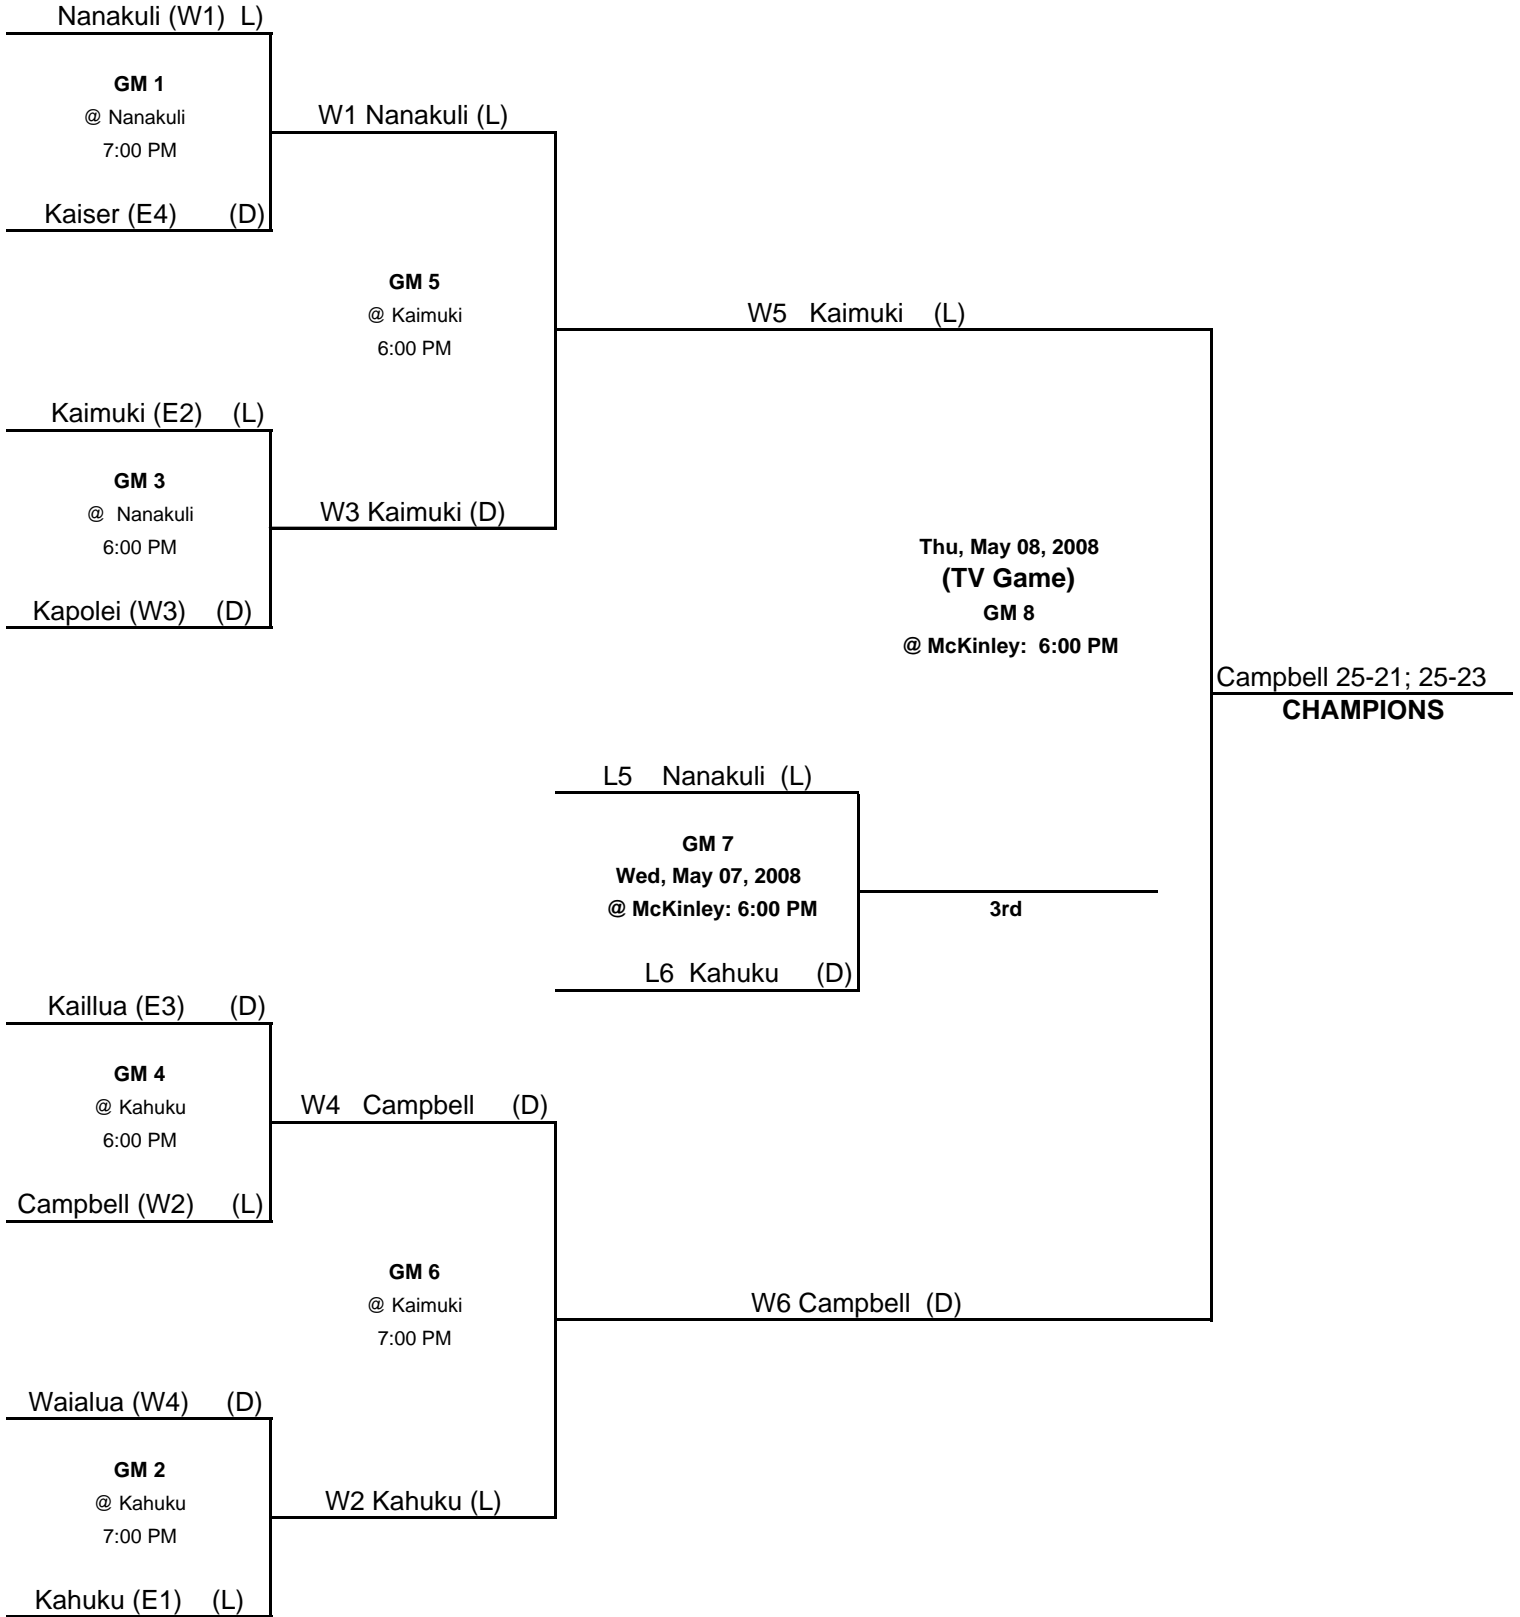 Nanakuli (W1) L)
GM 1
@ Nanakuli
7:00 PM
Kaiser (E4) (D)
W1 Nanakuli (L)
GM 5
@ Kaimuki
6:00 PM
W5 Kaimuki (L)
Kaimuki (E2) (L)
GM 3
@ Nanakuli
6:00 PM
Kapolei (W3) (D)
W3 Kaimuki (D)
Thu, May 08, 2008
(TV Game)
GM 8
@ McKinley: 6:00 PM
Campbell 25-21; 25-23
CHAMPIONS
L5 Nanakuli (L)
GM 7
Wed, May 07, 2008
@ McKinley: 6:00 PM
3rd
L6 Kahuku (D)
Kaillua (E3) (D)
GM 4
@ Kahuku
6:00 PM
Campbell (W2) (L)
W4 Campbell (D)
GM 6
@ Kaimuki
7:00 PM
W6 Campbell (D)
Waialua (W4) (D)
GM 2
@ Kahuku
7:00 PM
Kahuku (E1) (L)
W2 Kahuku (L)